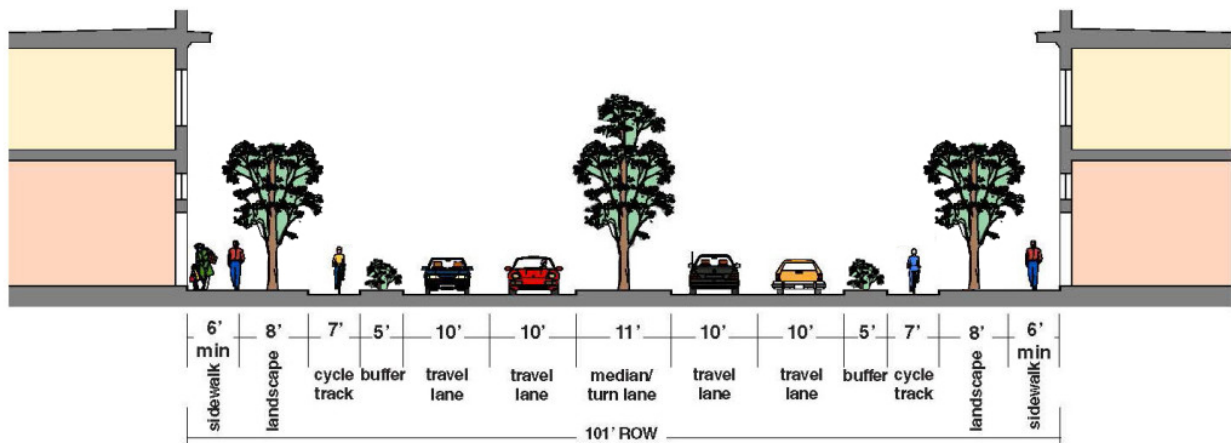 6' 8' 7' 5' 10' 10' 11' 10' 10' 5' 7' 8' 6'
min min
sidewalk
landscape
cycle
track
buffer
travel
lane
travel
lane
median/
turn lane
travel
lane
travel
lane
buffer
cycle
track
landscape
sidewalk
101' ROW